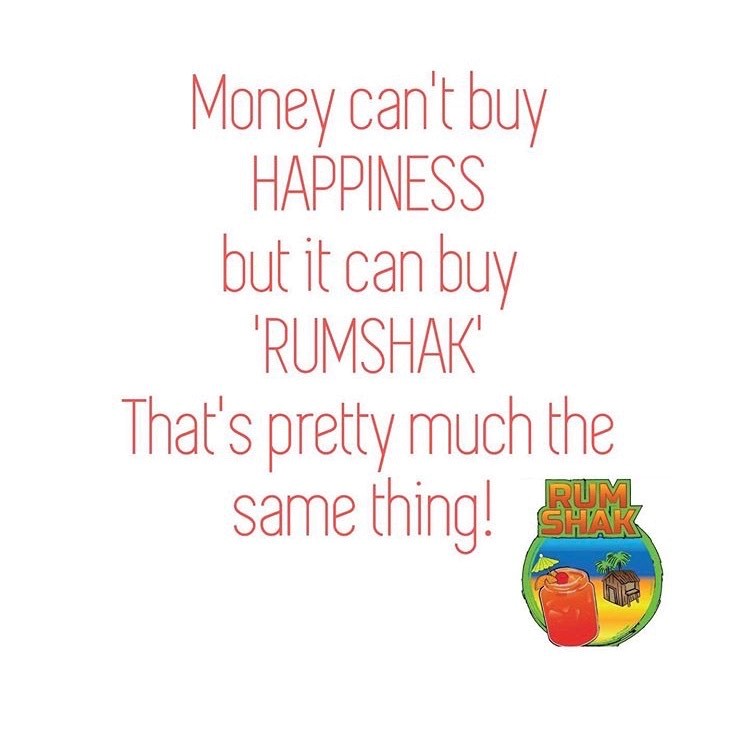 Money can't buy
HAPPINESS
but it can buy
'RUMSHAK'
That's pretty much the
same thing!
RUM
SHAK